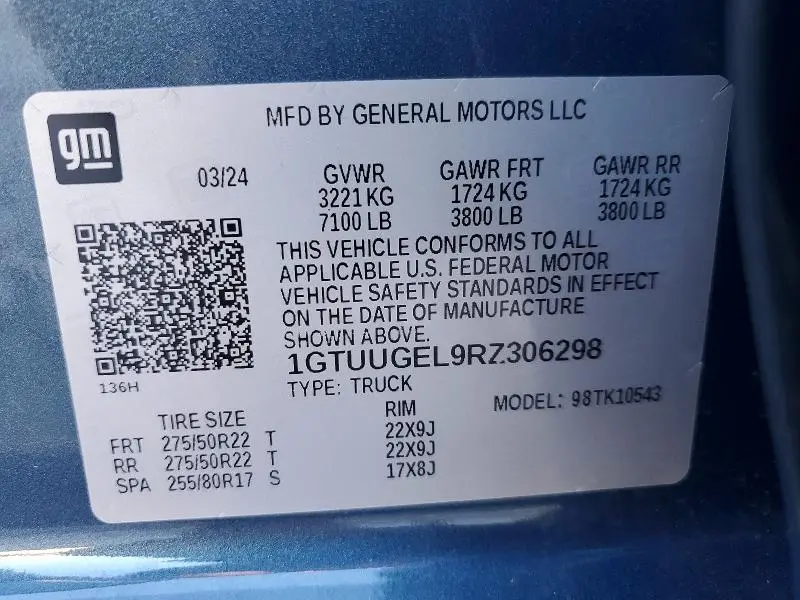 gm
MFD BY GENERAL MOTORS LLC
03/24 GVWR GAWR FRT GAWR RR
3221 KG 1724 KG 1724 KG
7100 LB 3800 LB 3800 LB
THIS VEHICLE CONFORMS TO ALL
APPLICABLE U.S. FEDERAL MOTOR
VEHICLE SAFETY STANDARDS IN EFFECT
ON THE DATE OF MANUFACTURE
SHOWN ABOVE.
1GTUUGEL9RZ306298
136H
TYPE: TRUCK
MODEL: 98TK10543
TIRE SIZE RIM
FRT 275/50R22 T 22X9J
RR 275/50R22 T 22X9J
SPA 255/80R17 S 17X8J